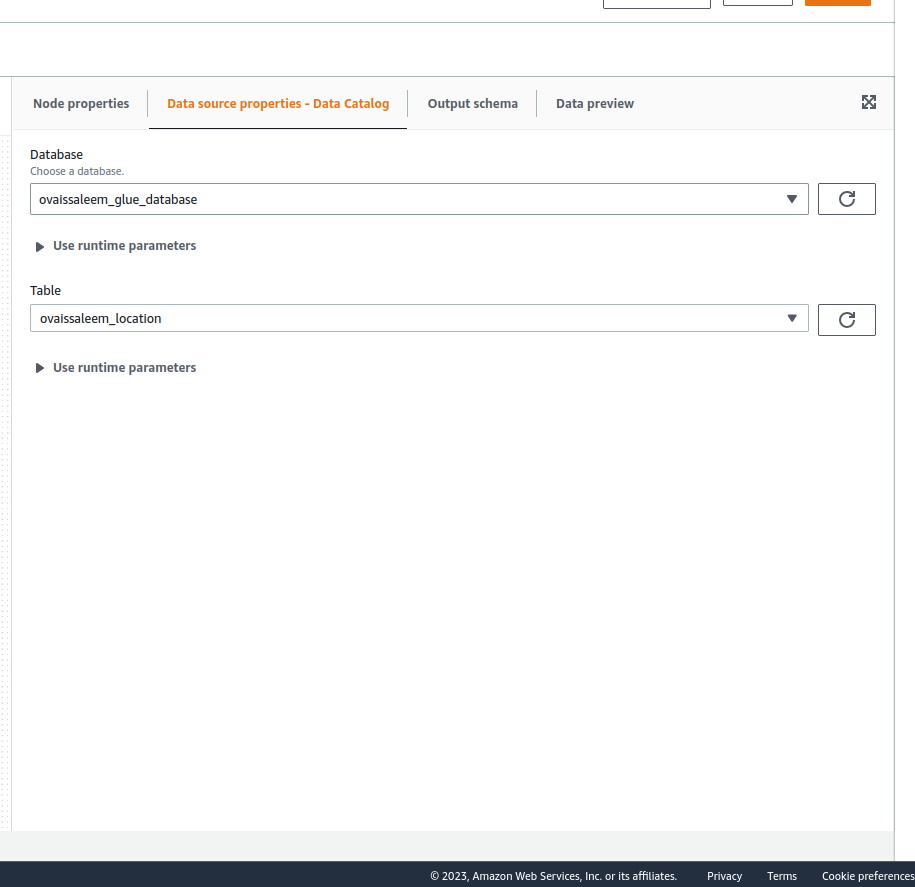 Node properties
Data source properties - Data Catalog
Output schema
Data preview
Database
Choose a database.
ovaissaleem_glue_database
Use runtime parameters
Table
ovaissaleem_location
Use runtime parameters
© 2023, Amazon Web Services, Inc. or its affiliates. Privacy Terms Cookie preferences